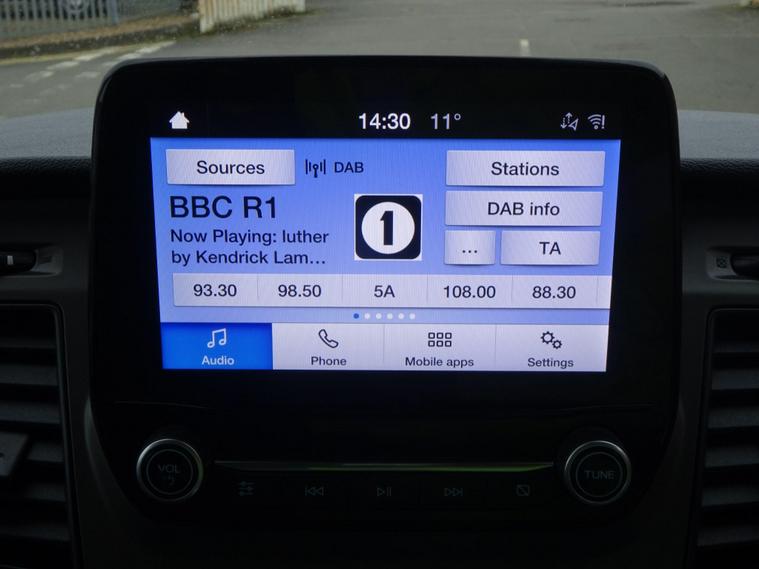 14:30 11°
Sources DAB Stations
BBC R1
1
DAB info
Now Playing: luther
by Kendrick Lam...
... TA
93.30 98.50 5A 108.00 88.30
Audio Phone Mobile apps Settings
VOL
TUNE